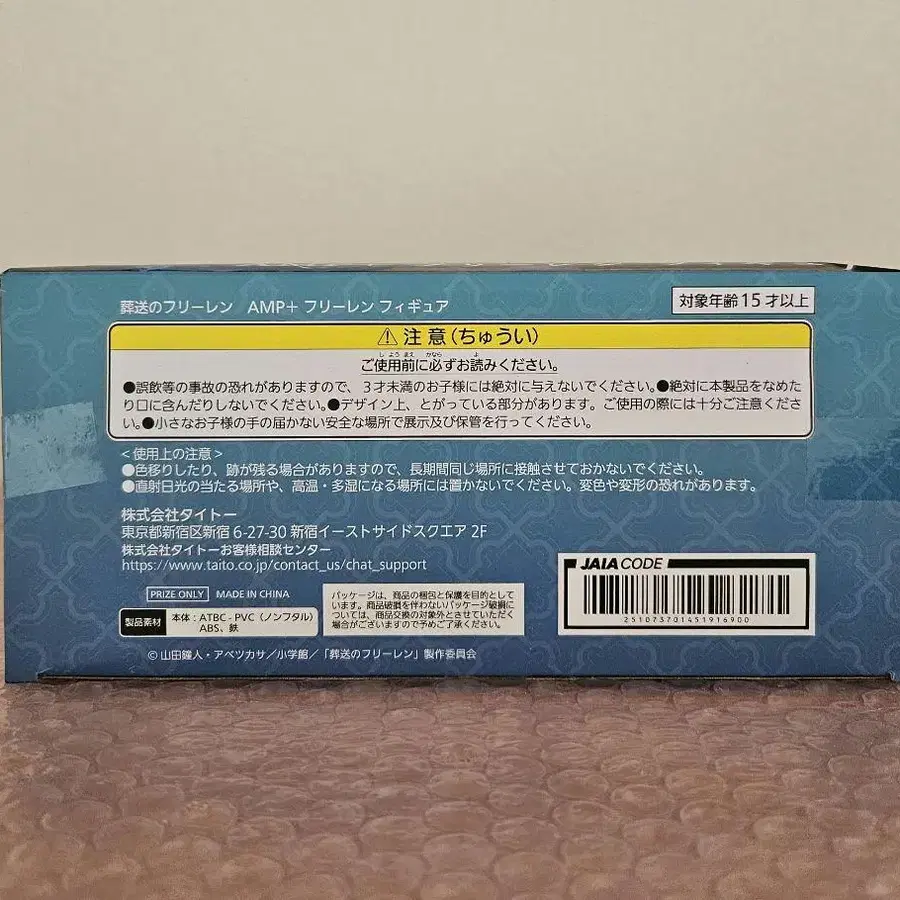 葬送のフリーレン AMP+ フリーレン フィギュア
対象年齢15才以上
⚠注意(ちゅうい)
ご使用前に必ずお読みください。
●誤飲等の事故の恐れがありますので、3才未満のお子様には絶対に与えないでください。●絶対に本製品をなめた
り口に含んだりしないでください。●デザイン上、とがっている部分があります。ご使用の際には十分ご注意くださ
い。●小さなお子様の手の届かない安全な場所で展示及び保管を行ってください。
<使用上の注意>
●色移りしたり、跡が残る場合がありますので、長期間同じ場所に接触させておかないでください。
●直射日光の当たる場所や、高温・多湿になる場所には置かないでください。変色や変形の恐れがあります。
株式会社タイトー
東京都新宿区新宿 6-27-30 新宿イーストサイドスクエア 2F
株式会社タイトーお客様相談センター
https://www.taito.co.jp/contact_us/chat_support
PRIZE ONLY MADE IN CHINA
製品素材 本体:ATBC-PVC(ノンフタル)
ABS、鉄
パッケージは、商品の梱包と保護を目的としてい
ます。商品破損を伴わないパッケージ破損に
ついては、商品交換の対象外とさせていただく
場合がございますので予めご了承ください。
JAIA CODE
251073701451916900
© 山田鐘人・アベツカサ/小学館/「葬送のフリーレン」製作委員会